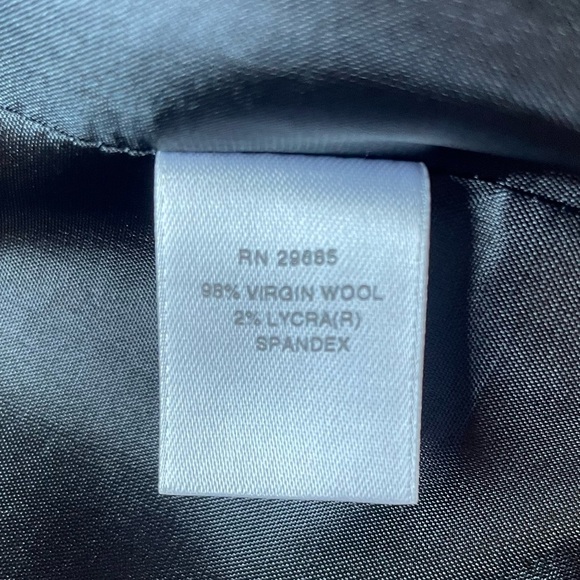 RN 29685
98% VIRGIN WOOL
2% LYCRA(R)
SPANDEX